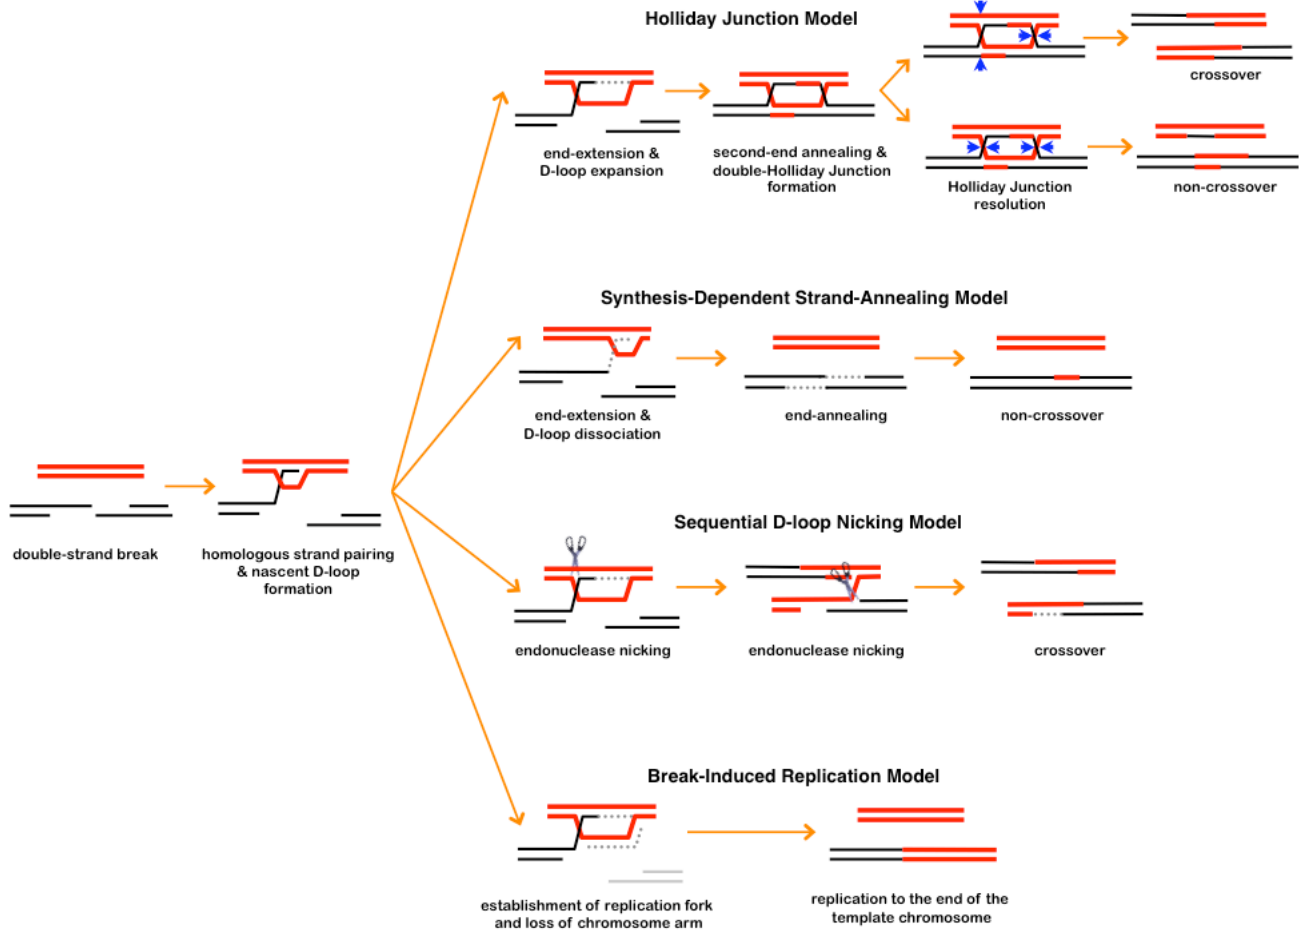 Holliday Junction Model
end-extension &
D-loop expansion
second-end annealing &
double-Holliday Junction
formation
crossover
Holliday Junction
resolution
non-crossover
Synthesis-Dependent Strand-Annealing Model
end-extension &
D-loop dissociation
end-annealing
non-crossover
double-strand break
homologous strand pairing
& nascent D-loop
formation
Sequential D-loop Nicking Model
endonuclease nicking
endonuclease nicking
crossover
Break-Induced Replication Model
establishment of replication fork
and loss of chromosome arm
replication to the end of the
template chromosome